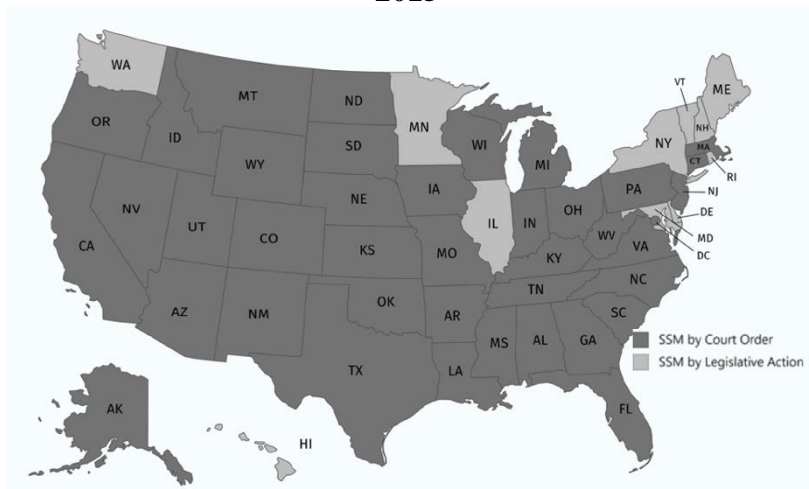 WA
MT
ND
MN
VT
ME
OR
ID
SD
WI
NH
NY
MA
CT
RI
WY
MI
NE
IA
PA
NJ
NV
UT
IL
IN
OH
DE
CA
CO
KS
MO
WV
VA
MD
DC
KY
NC
TN
AZ
NM
OK
AR
SC
MS
AL
GA
SSM by Court Order
SSM by Legislative Action
TX
LA
FL
AK
HI